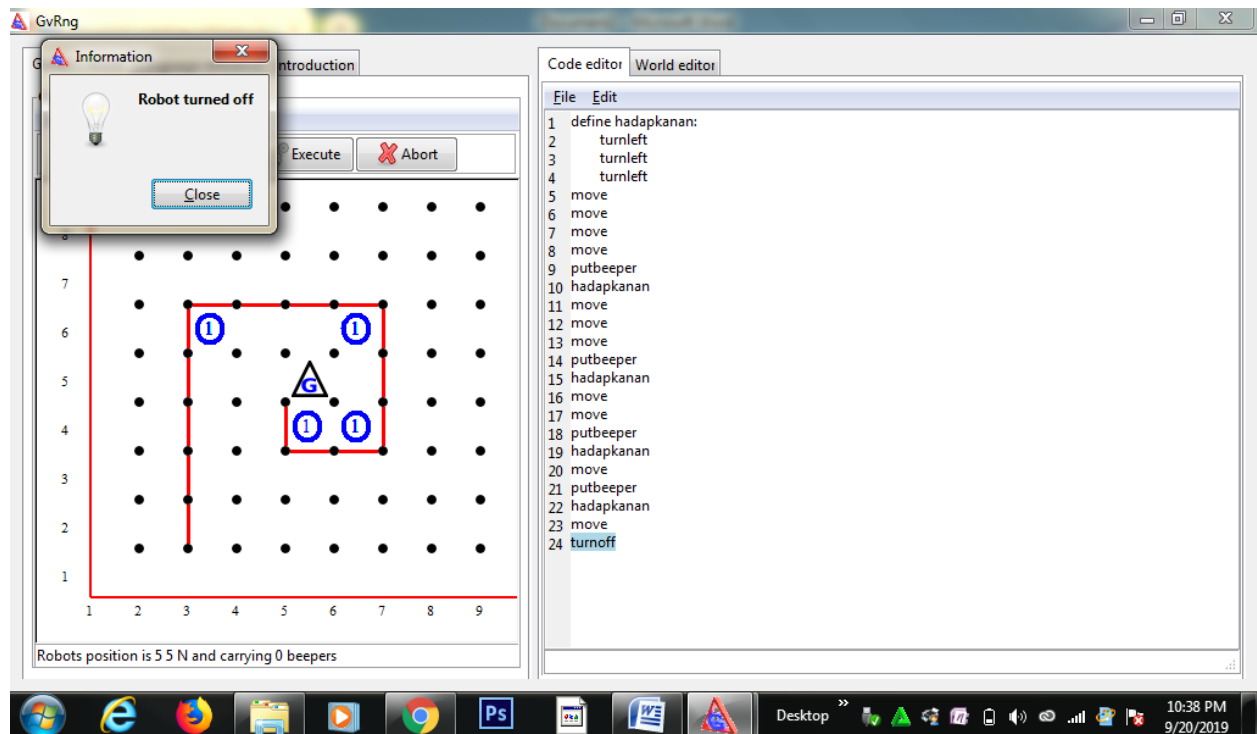 GvRng
Information
Robot turned off
Close
G
ntroduction
Execute
Abort
8
7
6
5
4
3
2
1
1 2 3 4 5 6 7 8 9
1
1
G
1
1
Robots position is 5 5 N and carrying 0 beepers
Code editor World editor
File Edit
1 define hadapkanan:
2 turnleft
3 turnleft
4 turnleft
5 move
6 move
7 move
8 move
9 putbeeper
10 hadapkanan
11 move
12 move
13 move
14 putbeeper
15 hadapkanan
16 move
17 move
18 putbeeper
19 hadapkanan
20 move
21 putbeeper
22 hadapkanan
23 move
24 turnoff
Ps
Desktop
10:38 PM
9/20/2019